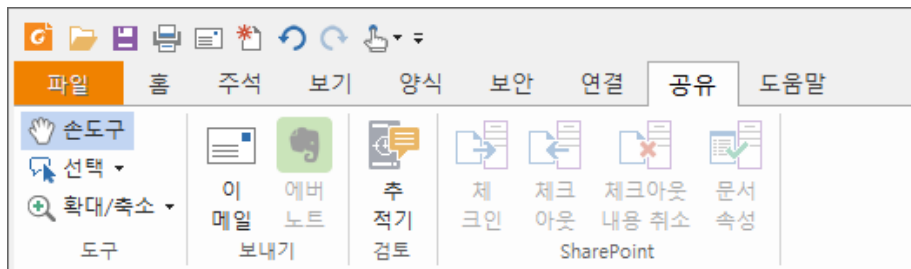 파일 홈 주석 보기 양식 보안 연결 공유 도움말
손도구
선택
확대/축소
도구
이
메일
에버
노트
보내기
추
적기
검토
체
크인
체크
아웃
체크아웃
내용 취소
문서
속성
SharePoint